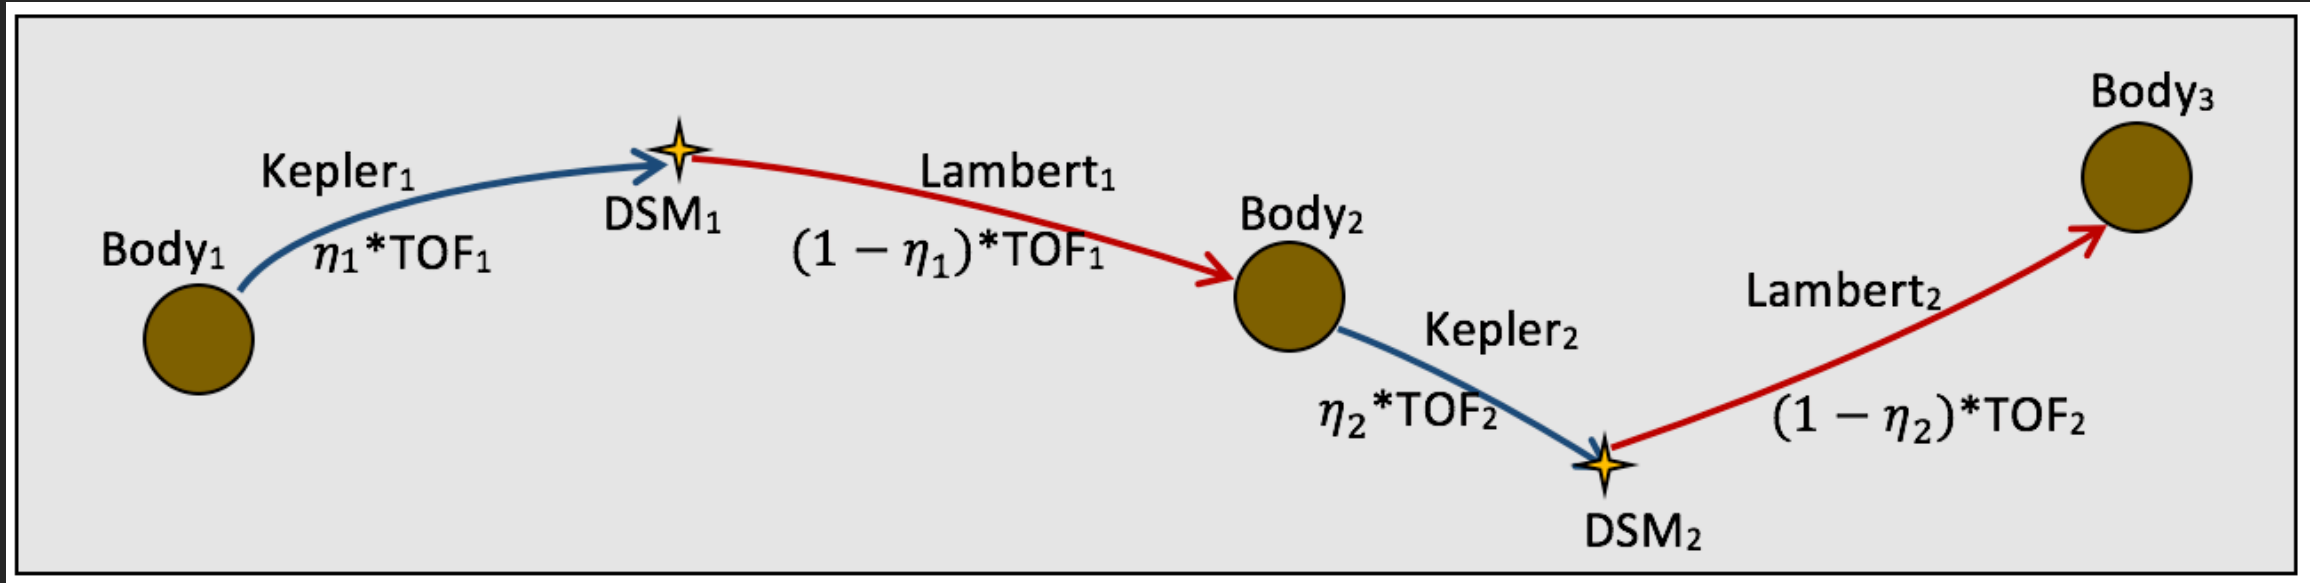 Body₁
Kepler₁
η₁*TOF₁
DSM₁
Lambert₁
(1 − η₁)*TOF₁
Body₂
Kepler₂
η₂*TOF₂
DSM₂
Lambert₂
(1 − η₂)*TOF₂
Body₃